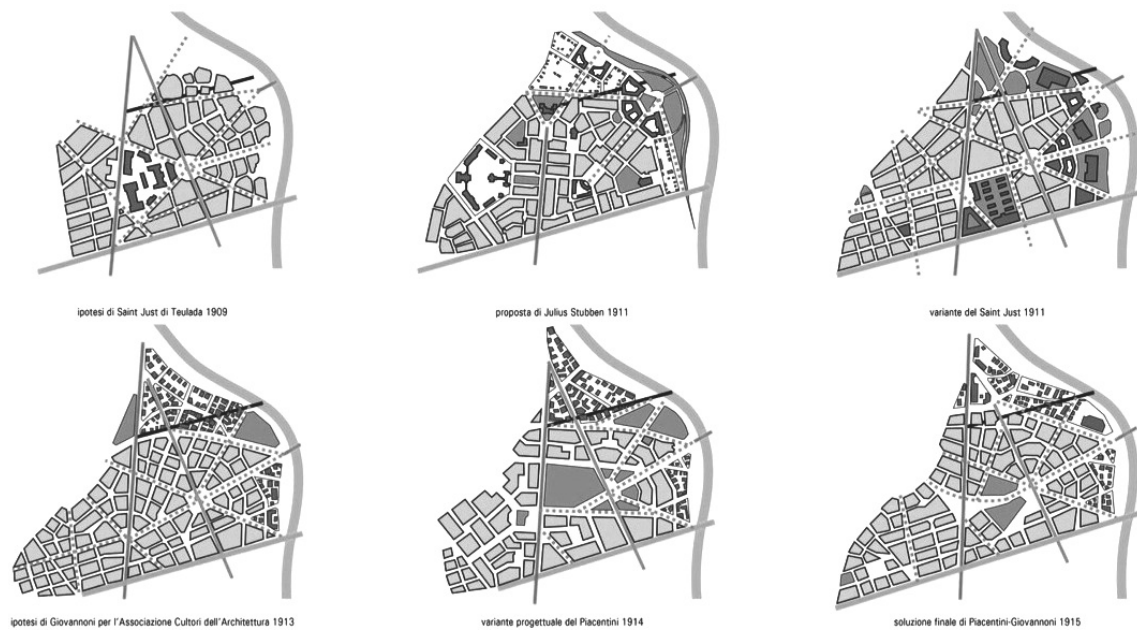 ipotesi di Saint Just di Teulada 1909
proposta di Julius Stubben 1911
variante del Saint Just 1911
ipotesi di Giovannoni per l'Associazione Cultori dell'Architettura 1913
variante progettuale del Piacentini 1914
soluzione finale di Piacentini-Giovannoni 1915